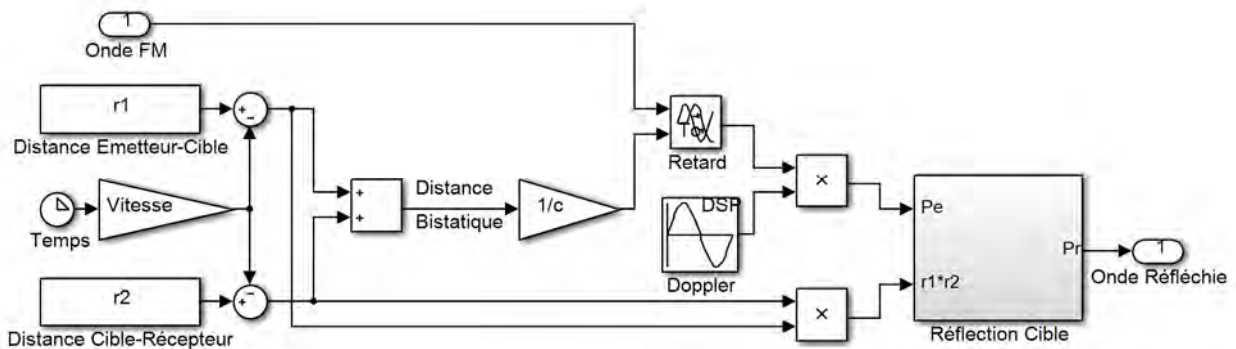 1
Onde FM
r1
+
-
Distance Emetteur-Cible
Vitesse
Temps
r2
+
-
Distance Cible-Récepteur
+
+
Distance
Bistatique
1/c
To
Retard
DSP
Doppler
×
×
Pe
r1*r2
Pr
Réflection Cible
1
Onde Réfléchie